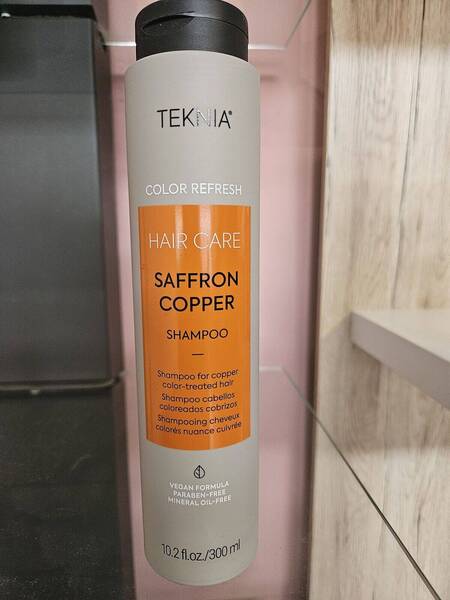 TEKNIA®
COLOR REFRESH
HAIR CARE
SAFFRON
COPPER
SHAMPOO
Shampoo for copper
color-treated hair
Shampoo cabellos
coloreados cobrizos
Shampooing cheveux
colorés nuance cuivrée
VEGAN FORMULA
PARABEN-FREE
MINERAL OIL-FREE
10.2 fl.oz./300 ml